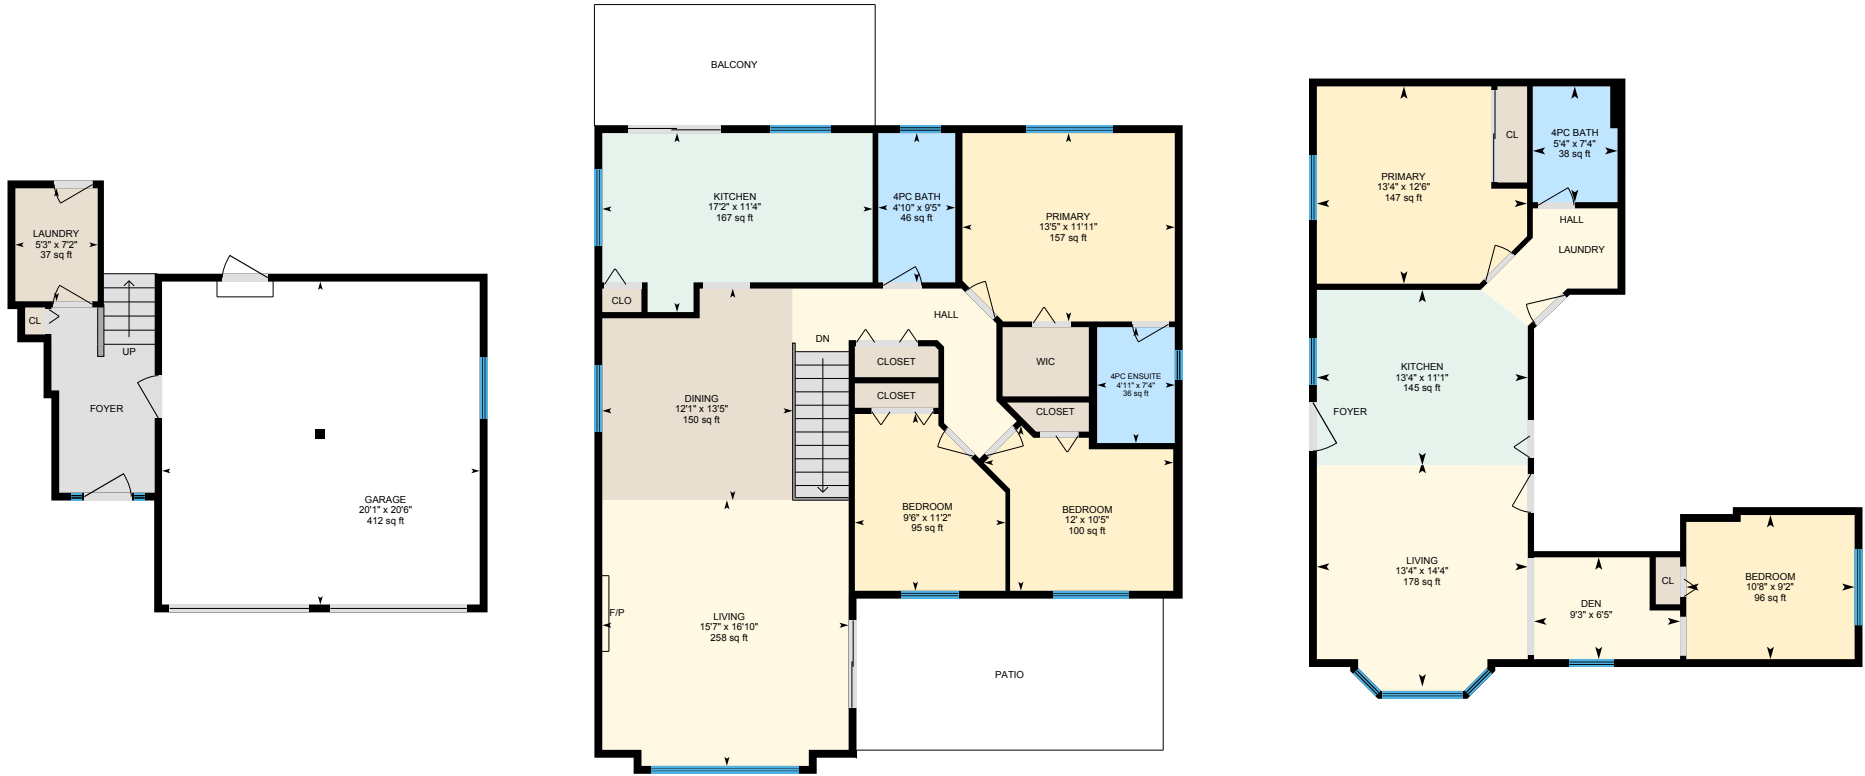 LAUNDRY
5'3" x 7'2"
37 sq ft
CL
UP
FOYER
GARAGE
20'1" x 20'6"
412 sq ft
BALCONY
KITCHEN
17'2" x 11'4"
167 sq ft
4PC BATH
4'10" x 9'5"
46 sq ft
PRIMARY
13'5" x 11'11"
157 sq ft
CLO
HALL
DN
CLOSET
CLOSET
WIC
4PC ENSUITE
4'11" x 7'4"
36 sq ft
CLOSET
DINING
12'1" x 13'5"
150 sq ft
BEDROOM
9'6" x 11'2"
95 sq ft
BEDROOM
12' x 10'5"
100 sq ft
F/P
LIVING
15'7" x 16'10"
258 sq ft
PATIO
PRIMARY
13'4" x 12'6"
147 sq ft
CL
4PC BATH
5'4" x 7'4"
38 sq ft
HALL
LAUNDRY
KITCHEN
13'4" x 11'1"
145 sq ft
FOYER
LIVING
13'4" x 14'4"
178 sq ft
DEN
9'3" x 6'5"
CL
BEDROOM
10'8" x 9'2"
96 sq ft